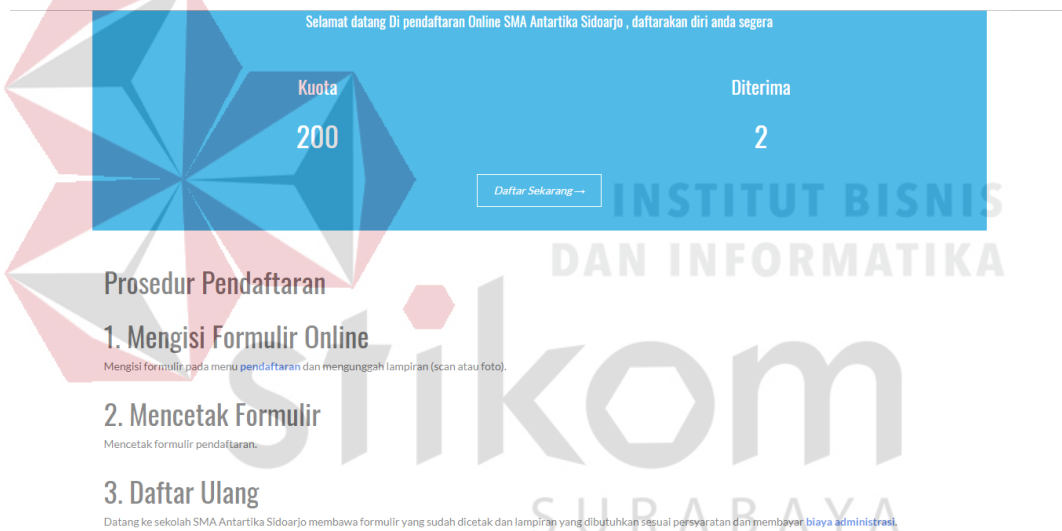 Selamat datang Di pendaftaran Online SMA Antartika Sidoarjo , daftarakan diri anda segera
Kuota
Diterima
200
2
Daftar Sekarang→
INSTITUT BISNIS
DAN INFORMATIKA
Prosedur Pendaftaran
stikom
1. Mengisi Formulir Online
Mengisi formulir pada menu pendaftaran dan mengunggah lampiran (scan atau foto).
2. Mencetak Formulir
Mencetak formulir pendaftaran.
3. Daftar Ulang
SURABAYA
Datang ke sekolah SMA Antartika Sidoarjo membawa formulir yang sudah dicetak dan lampiran yang dibutuhkan sesuai persyaratan dan membayar biaya administrasi.